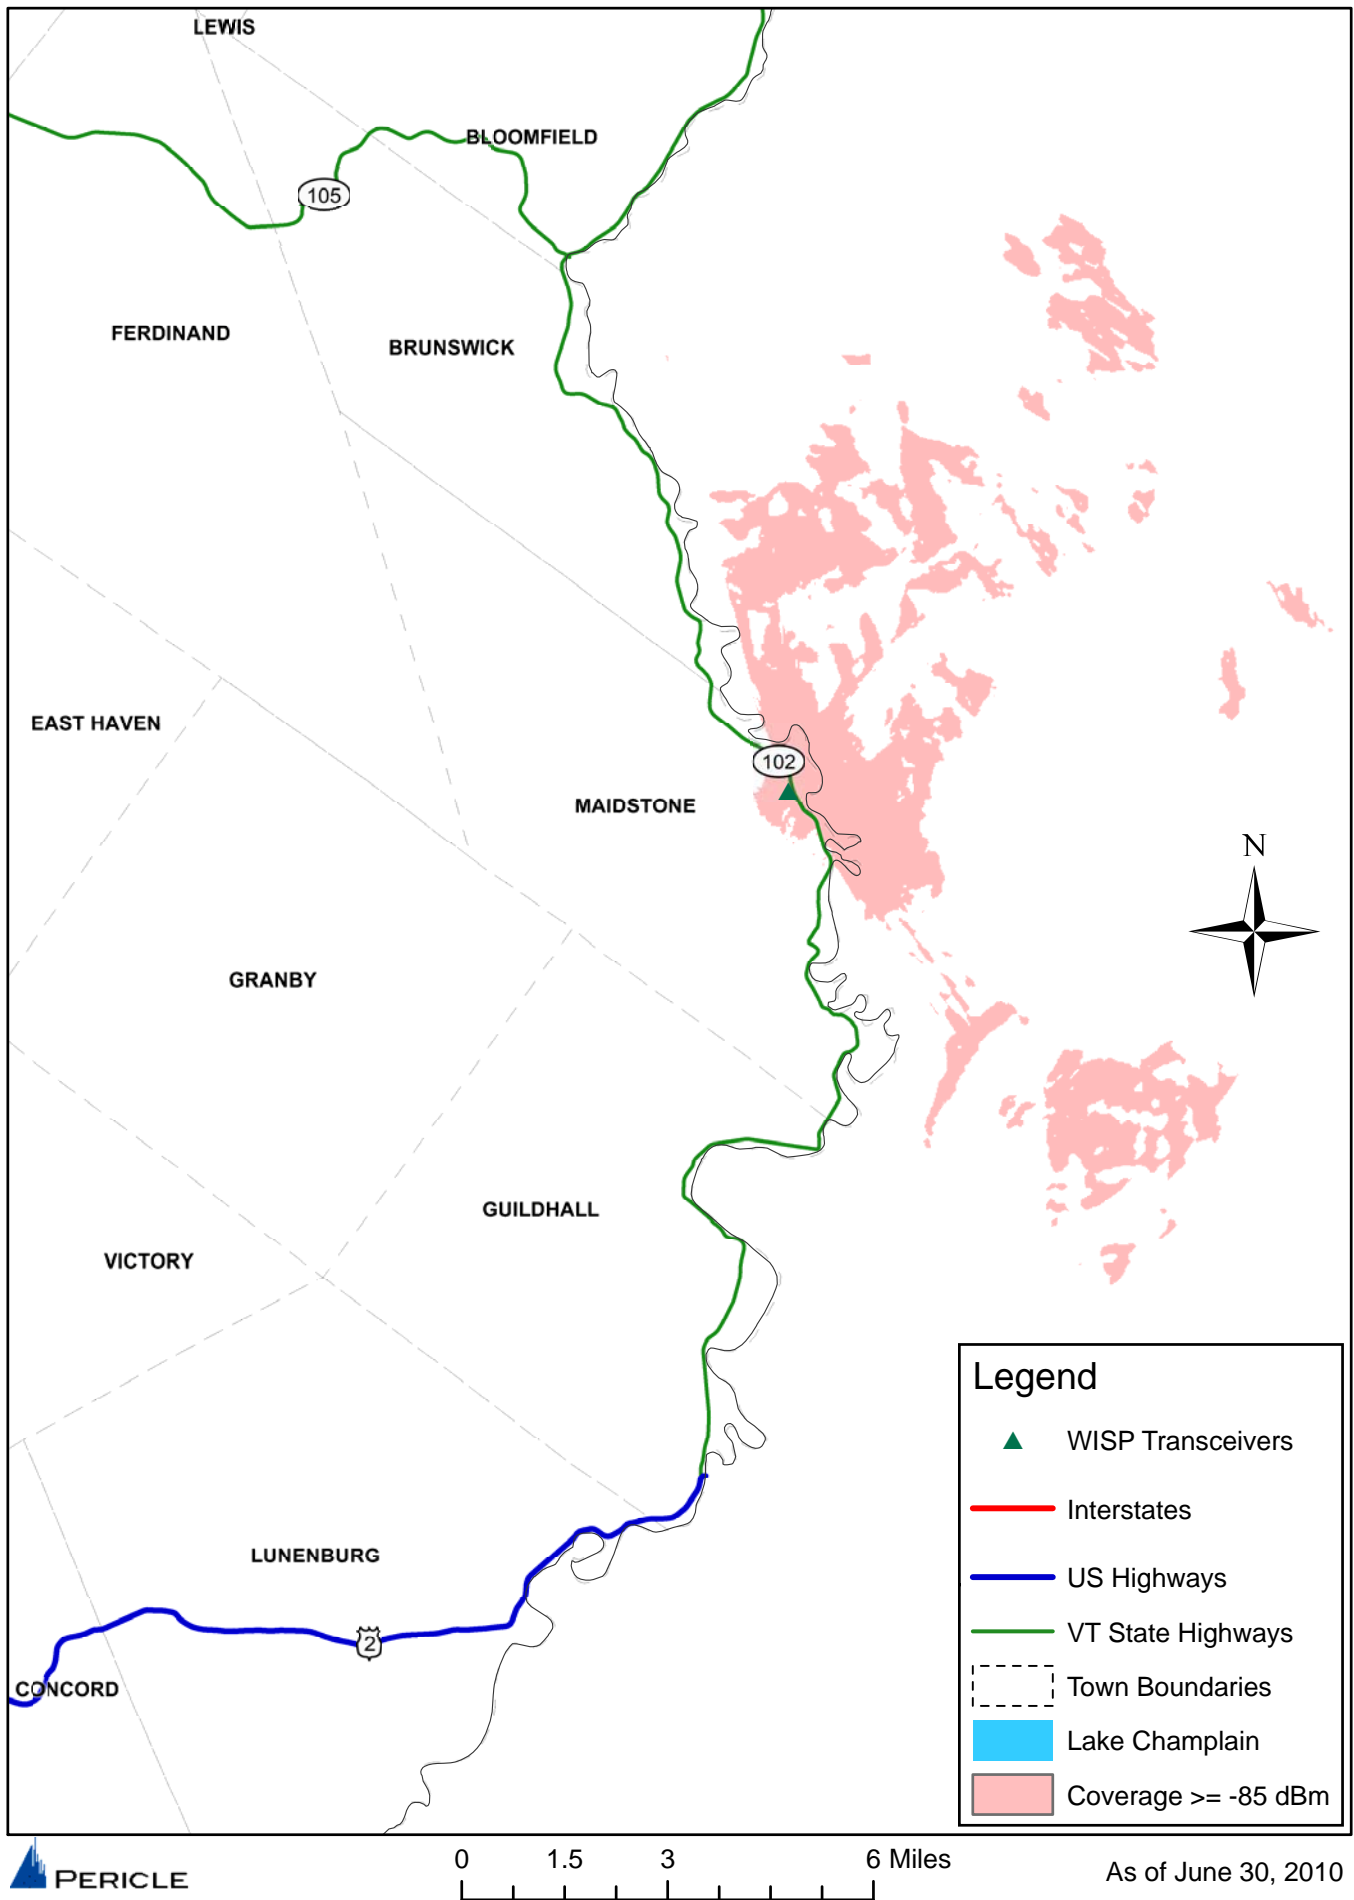 LEWIS
BLOOMFIELD
105
FERDINAND
BRUNSWICK
EAST HAVEN
102
MAIDSTONE
N
GRANBY
GUILDHALL
VICTORY
LUNENBURG
2
CONCORD
Legend
WISP Transceivers
Interstates
US Highways
VT State Highways
Town Boundaries
Lake Champlain
Coverage >= -85 dBm
PERICLE
0 1.5 3 6 Miles
As of June 30, 2010